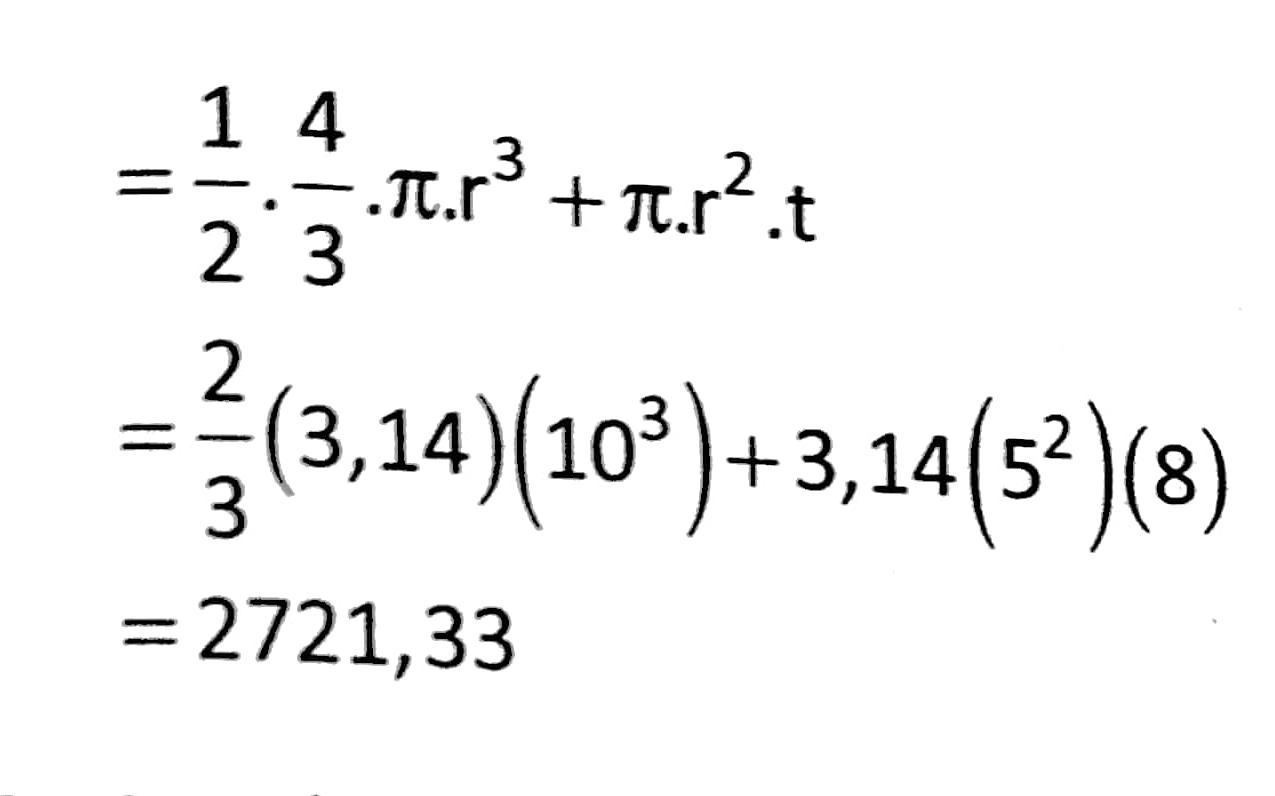 = 1/2 . 4/3 .π.r³ + π.r² .t
= 2/3 (3,14)(10³) + 3,14(5²)(8)
= 2721,33